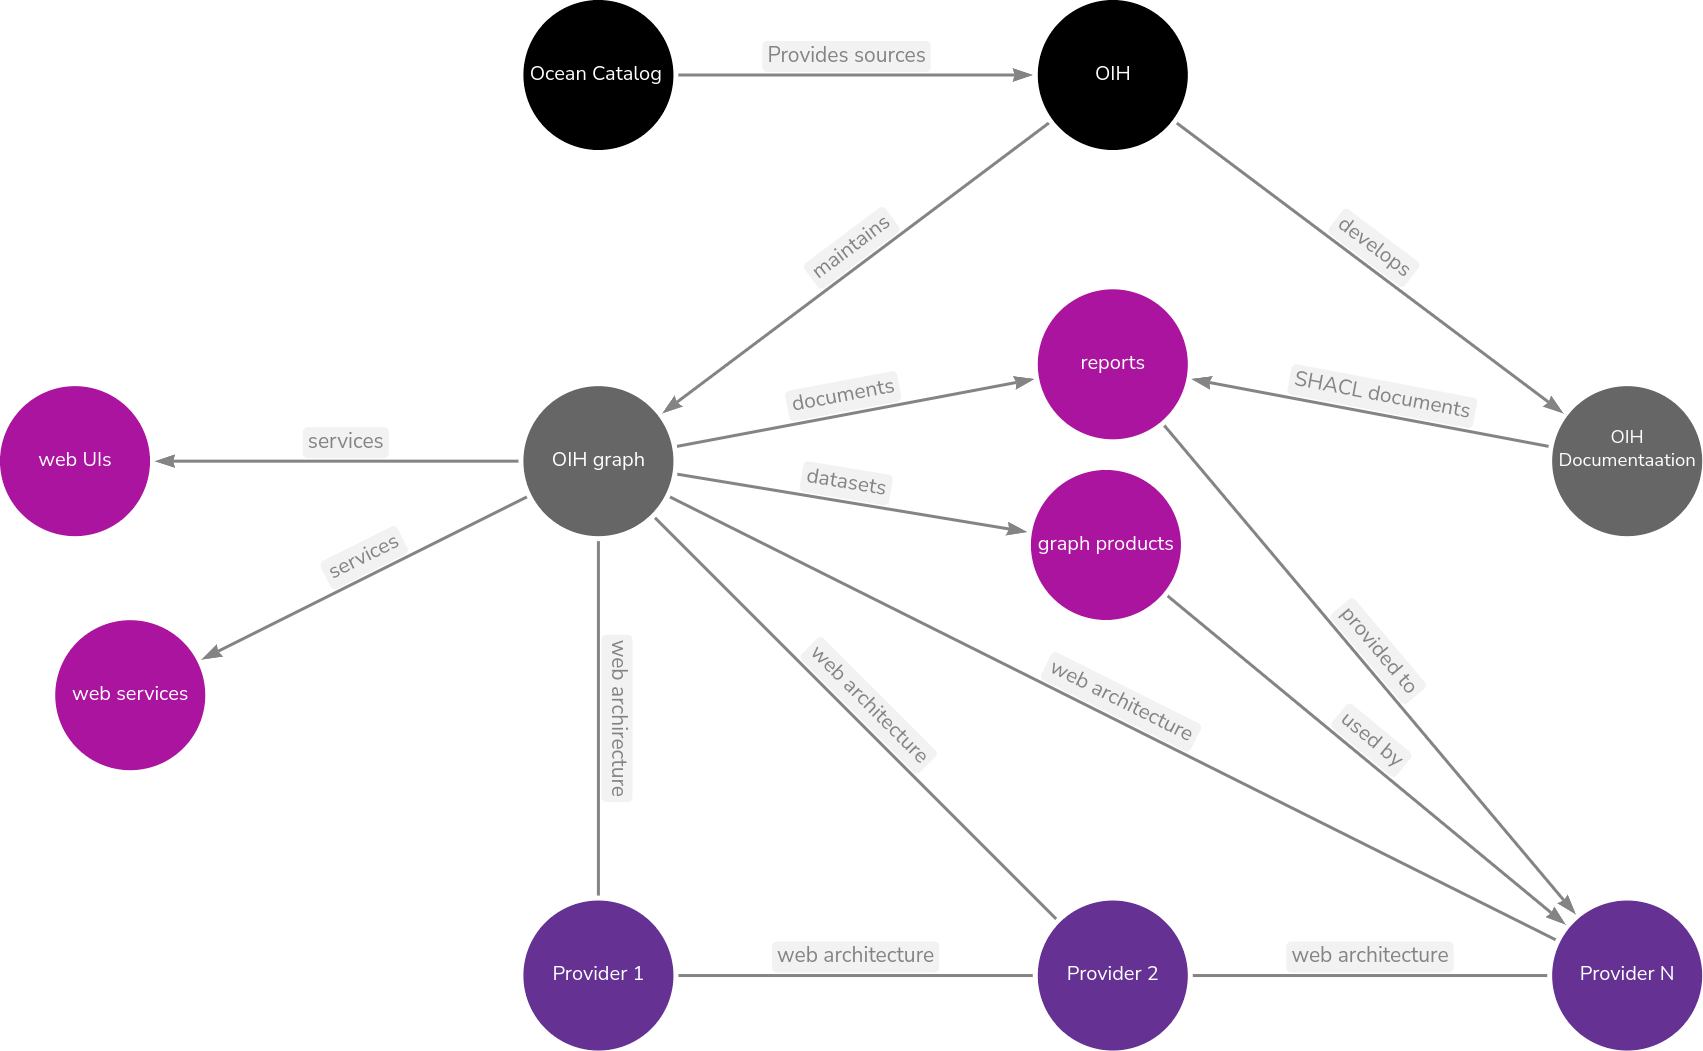 Provides sources
Ocean Catalog
OIH
maintains
develops
reports
documents
SHACL documents
services
web UIs
OIH graph
OIH
Documentaation
datasets
graph products
services
web services
web archirecture
web architecture
web architecture
provided to
used by
web architecture
web architecture
Provider 1
Provider 2
Provider N